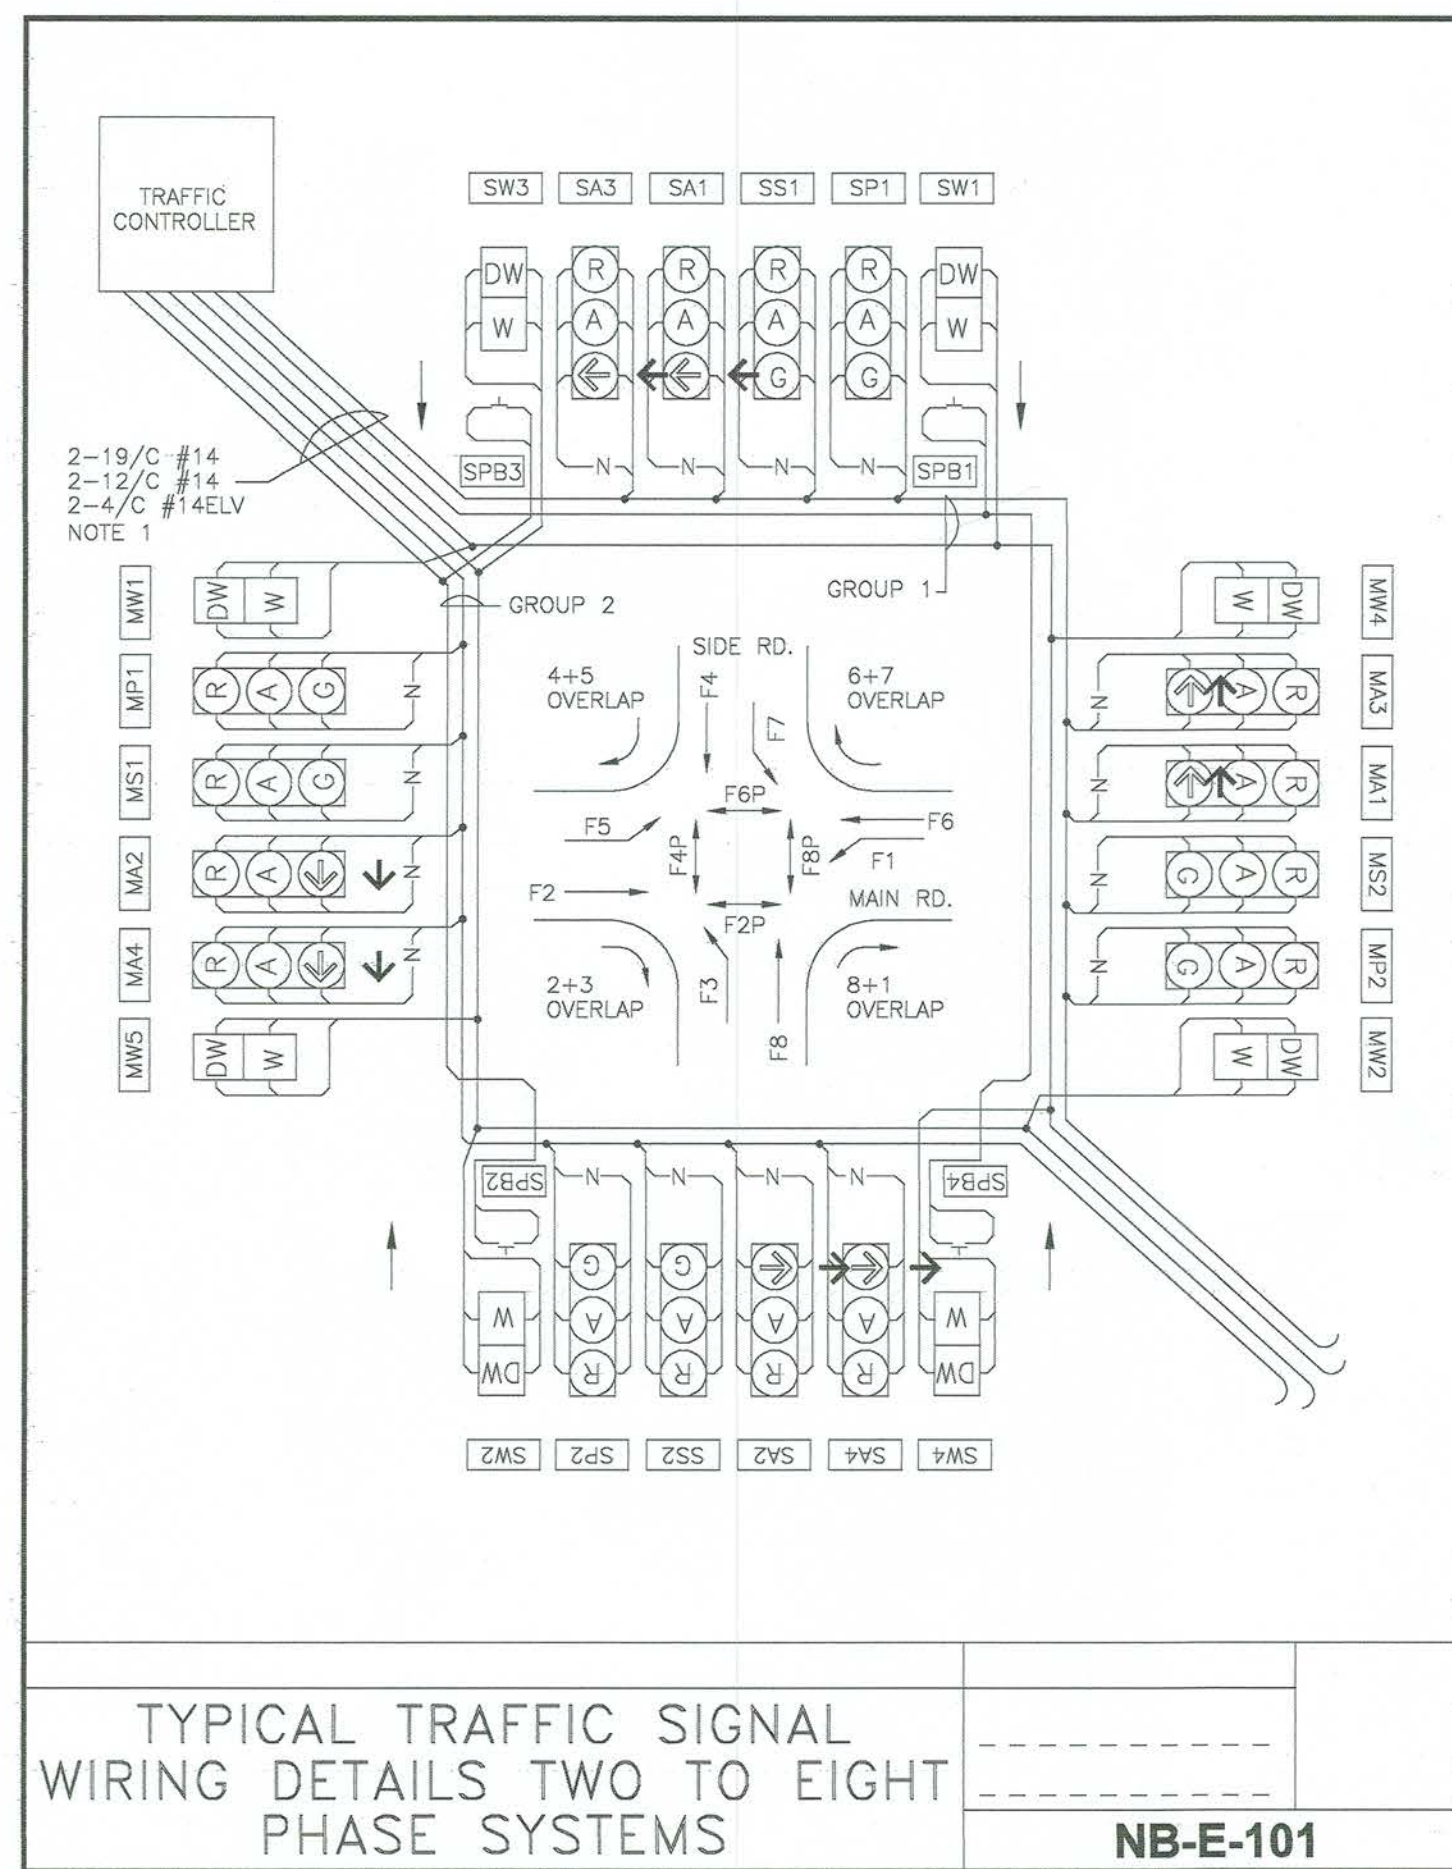 TRAFFIC
CONTROLLER
SW3 SA3 SA1 SS1 SP1 SW1
DW R R R R DW
W A A A A W
G G
N N N N
SPB3 SPB1
2-19/C #14
2-12/C #14
2-4/C #14ELV
NOTE 1
GROUP 2
GROUP 1
MW1 DW W
MP1 R A G N
MS1 R A G N
MA2 R A N
MA4 R A N
MW5 DW W
W DW MW4
N A R MA3
N A R MA1
N G A R MS2
N G A R MP2
W DW MW2
SIDE RD.
4+5
OVERLAP
F4
F7
6+7
OVERLAP
F6P
F5
F6
F4P
F8P
F1
F2
MAIN RD.
F2P
2+3
OVERLAP
F3
F8
8+1
OVERLAP
SPB2 SPB4
N N N N
G G
W A A A A W
DW R R R R DW
SW2 SP2 SS2 SA2 SA4 SW4
TYPICAL TRAFFIC SIGNAL
WIRING DETAILS TWO TO EIGHT
PHASE SYSTEMS
NB-E-101